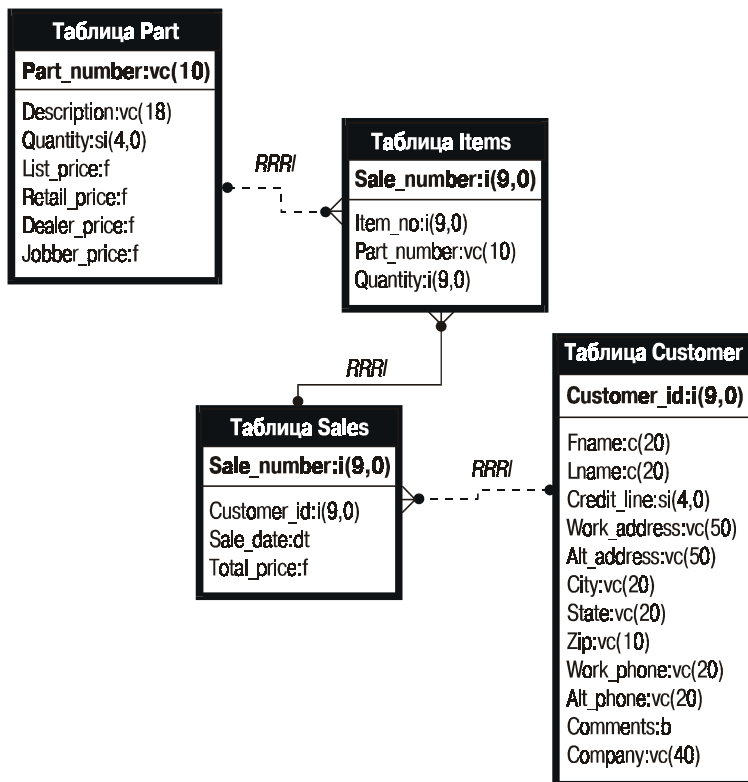 Таблица Part
Part_number:vc(10)
Description:vc(18)
Quantity:si(4,0)
List_price:f
Retail_price:f
Dealer_price:f
Jobber_price:f
RRRI
Таблица Items
Sale_number:i(9,0)
Item_no:i(9,0)
Part_number:vc(10)
Quantity:i(9,0)
RRRI
Таблица Sales
Sale_number:i(9,0)
Customer_id:i(9,0)
Sale_date:dt
Total_price:f
RRRI
Таблица Customer
Customer_id:i(9,0)
Fname:c(20)
Lname:c(20)
Credit_line:si(4,0)
Work_address:vc(50)
Alt_address:vc(50)
City:vc(20)
State:vc(20)
Zip:vc(10)
Work_phone:vc(20)
Alt_phone:vc(20)
Comments:b
Company:vc(40)